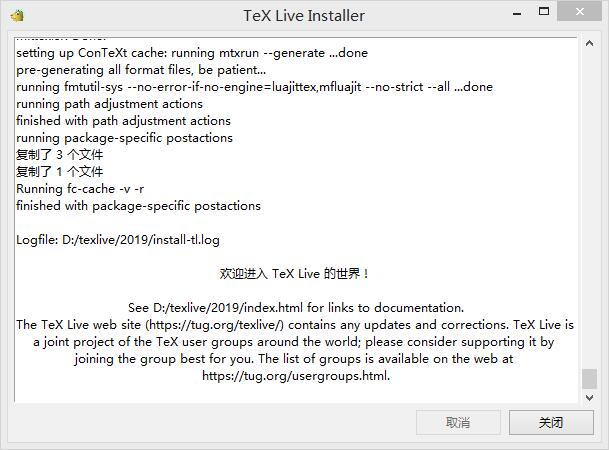 TeX Live Installer
setting up ConTeXt cache: running mtxrun --generate ...done
pre-generating all format files, be patient...
running fmtutil-sys --no-error-if-no-engine=luajittex,mfluajit --no-strict --all ...done
running path adjustment actions
finished with path adjustment actions
running package-specific postactions
复制了 3 个文件
复制了 1 个文件
Running fc-cache -v -r
finished with package-specific postactions
Logfile: D:/texlive/2019/install-tl.log
欢迎进入 TeX Live 的世界！
See D:/texlive/2019/index.html for links to documentation.
The TeX Live web site (https://tug.org/texlive/) contains any updates and corrections. TeX Live is
a joint project of the TeX user groups around the world; please consider supporting it by
joining the group best for you. The list of groups is available on the web at
https://tug.org/usergroups.html.
取消
关闭